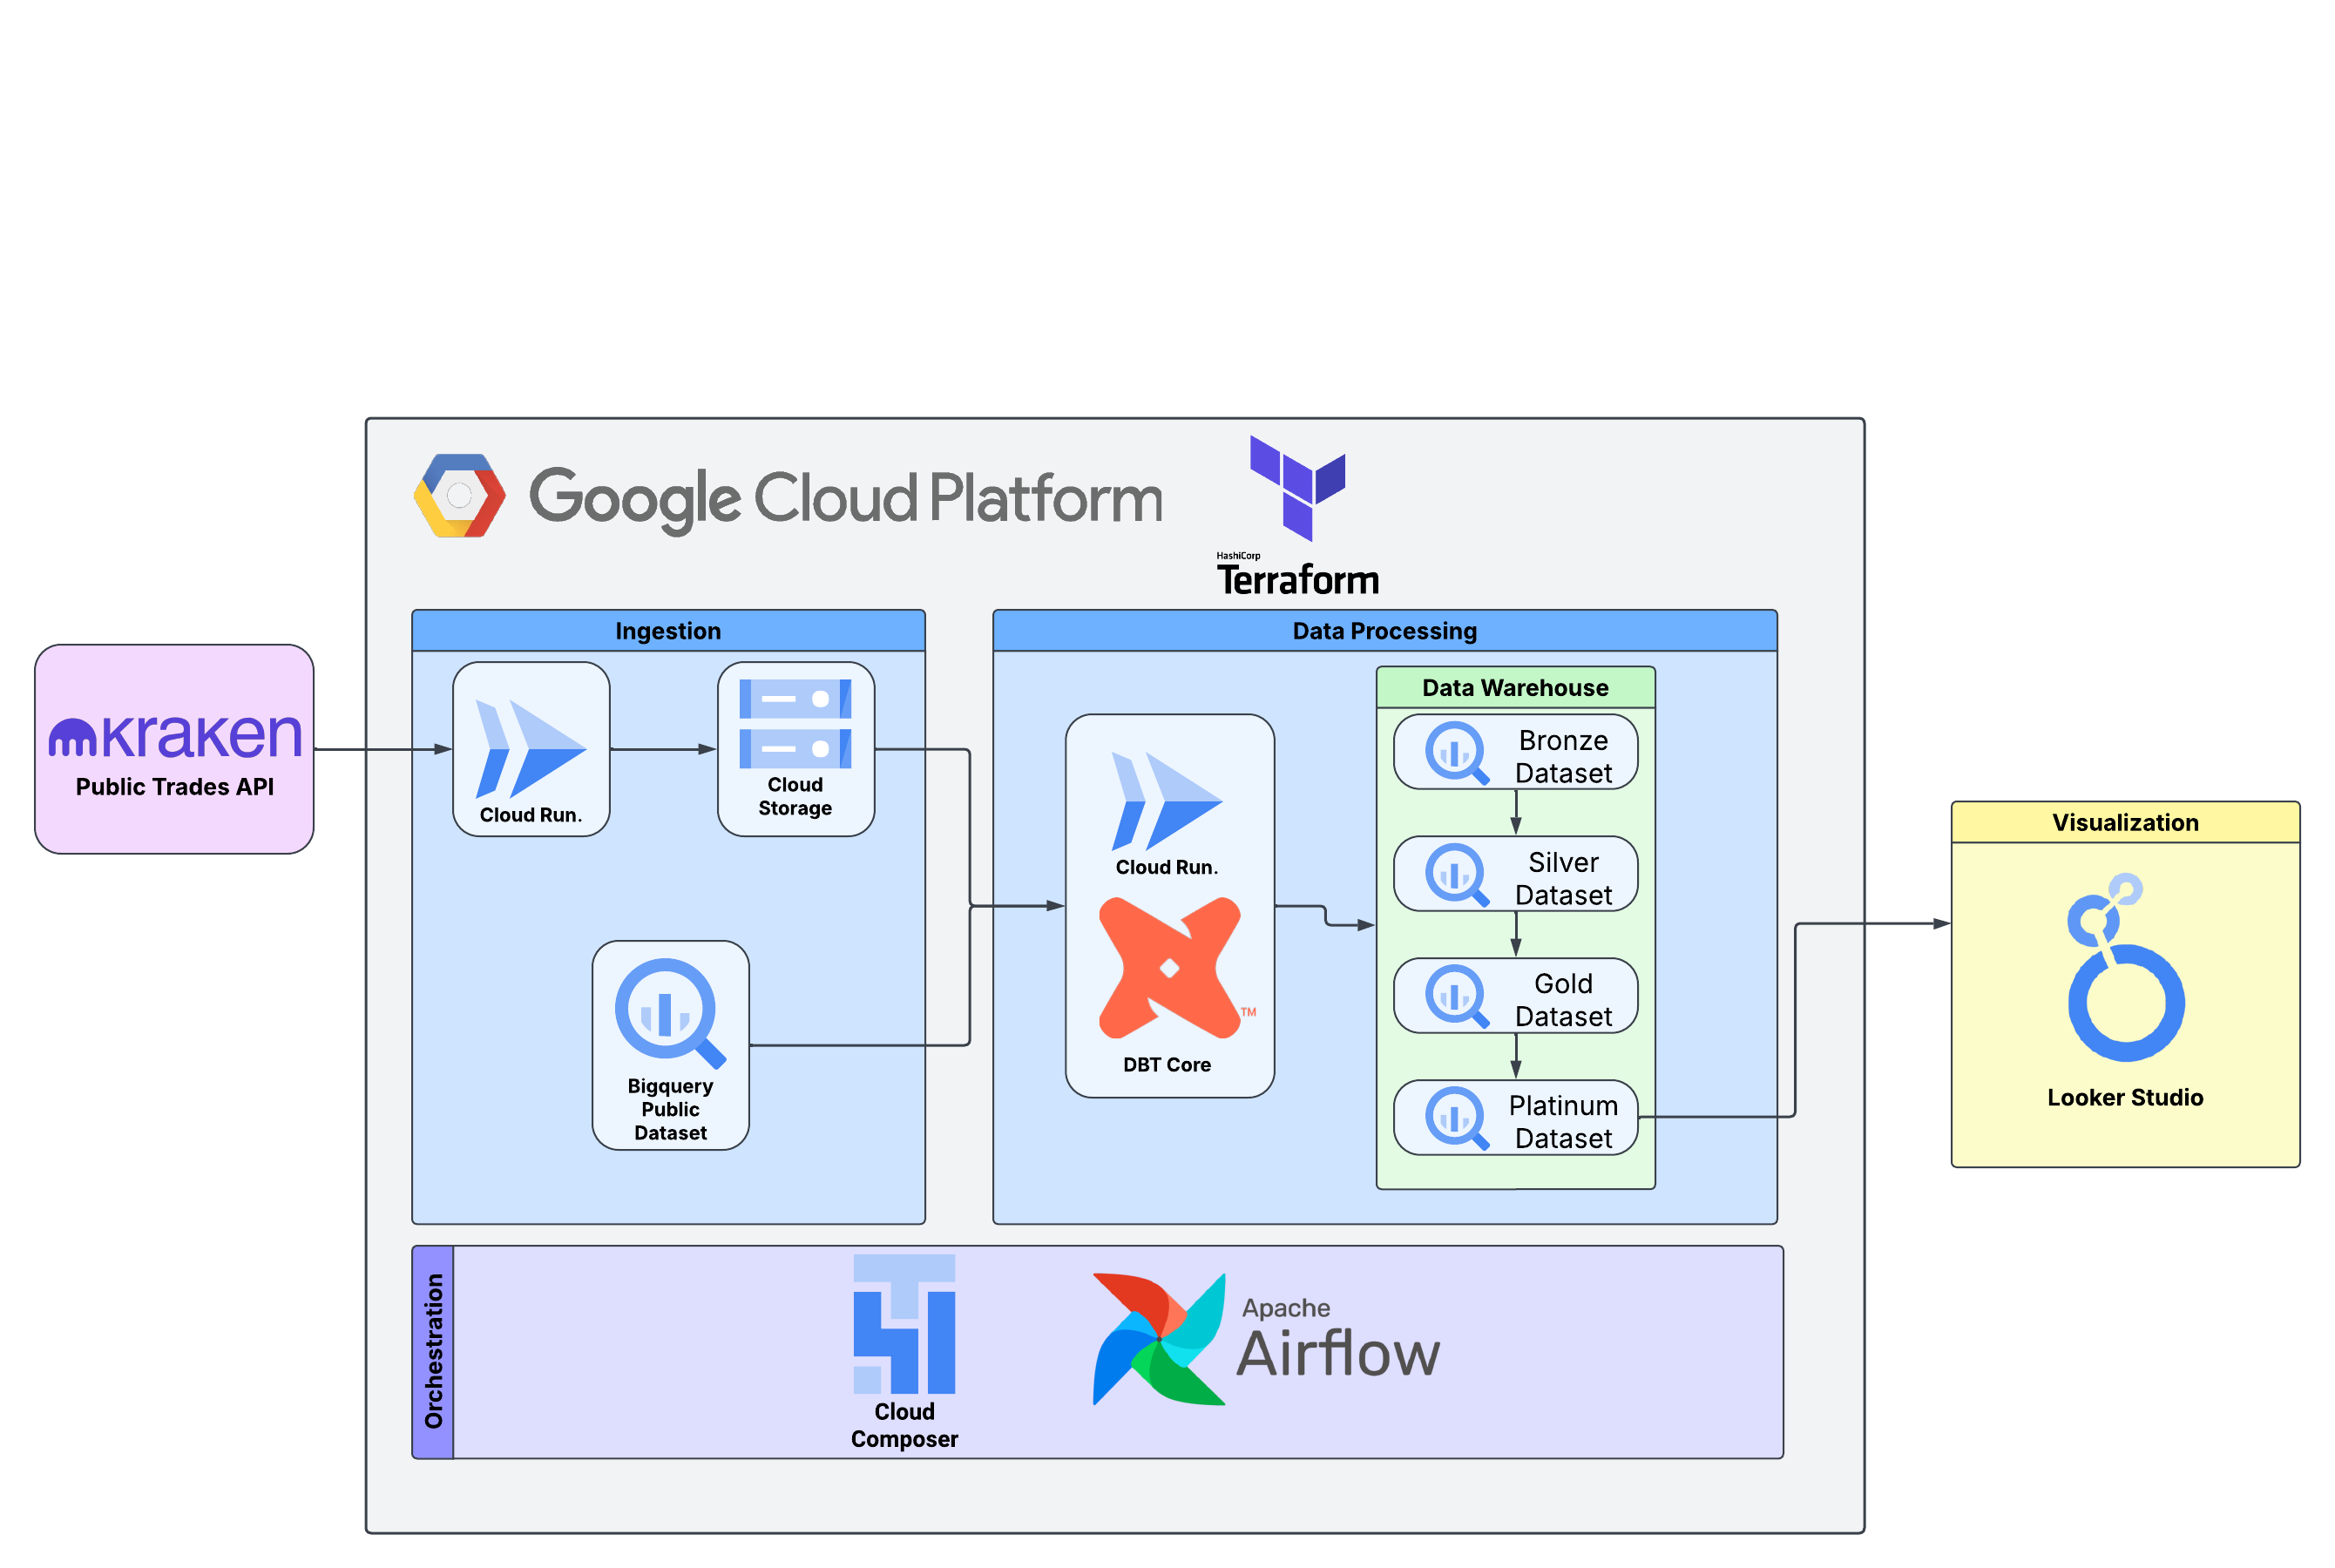 Google Cloud Platform
HashiCorp
Terraform
kraken
Public Trades API
Ingestion
Cloud Run.
Cloud
Storage
Bigquery
Public
Dataset
Data Processing
Cloud Run.
DBT Core
TM
Data Warehouse
Bronze
Dataset
Silver
Dataset
Gold
Dataset
Platinum
Dataset
Visualization
Looker Studio
Orchestration
Cloud
Composer
Apache
Airflow